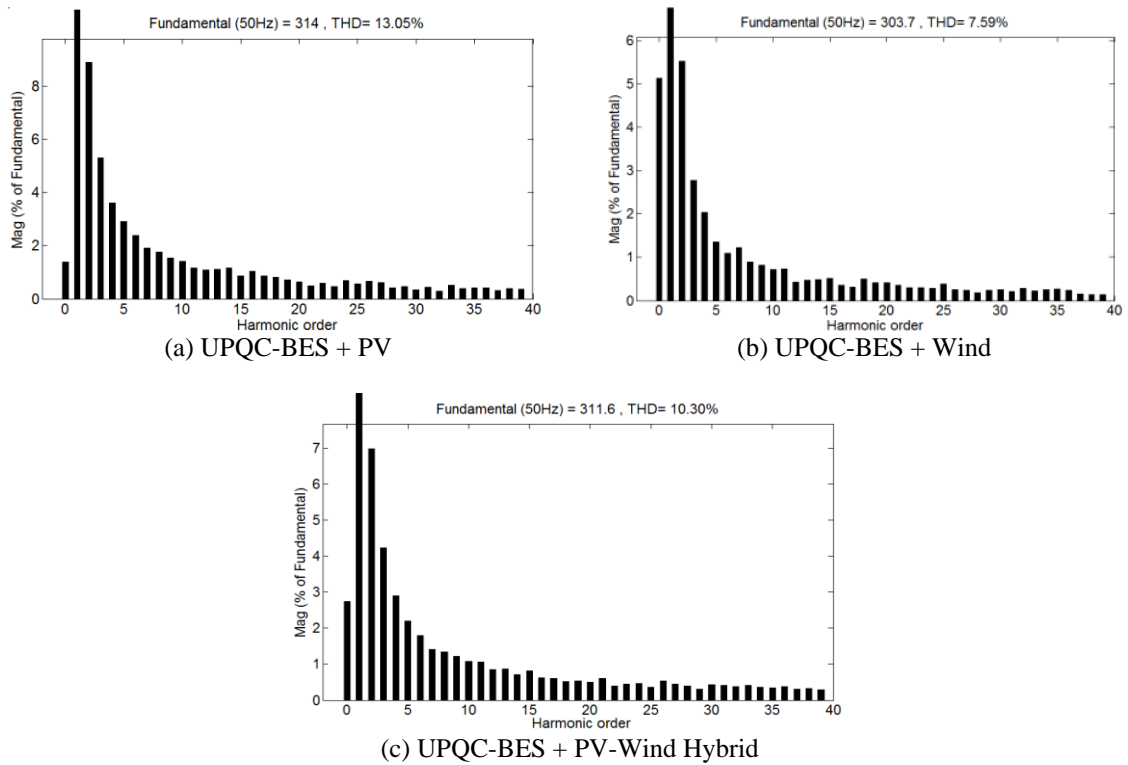 Fundamental (50Hz) = 314 , THD= 13.05%
Mag (% of Fundamental)
8
6
4
2
0
0 5 10 15 20 25 30 35 40
Harmonic order
(a) UPQC-BES + PV
Fundamental (50Hz) = 303.7 , THD= 7.59%
Mag (% of Fundamental)
6
5
4
3
2
1
0
0 5 10 15 20 25 30 35 40
Harmonic order
(b) UPQC-BES + Wind
Fundamental (50Hz) = 311.6 , THD= 10.30%
Mag (% of Fundamental)
7
6
5
4
3
2
1
0
0 5 10 15 20 25 30 35 40
Harmonic order
(c) UPQC-BES + PV-Wind Hybrid